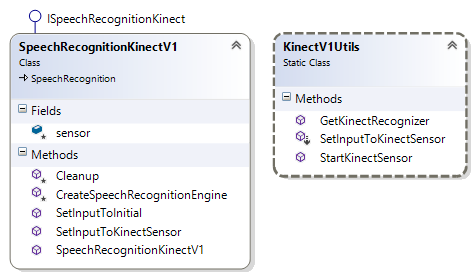 ISpeechRecognitionKinect
SpeechRecognitionKinectV1
Class
SpeechRecognition
Fields
sensor
Methods
Cleanup
CreateSpeechRecognitionEngine
SetInputToInitial
SetInputToKinectSensor
SpeechRecognitionKinectV1
KinectV1Utils
Static Class
Methods
GetKinectRecognizer
SetInputToKinectSensor
StartKinectSensor